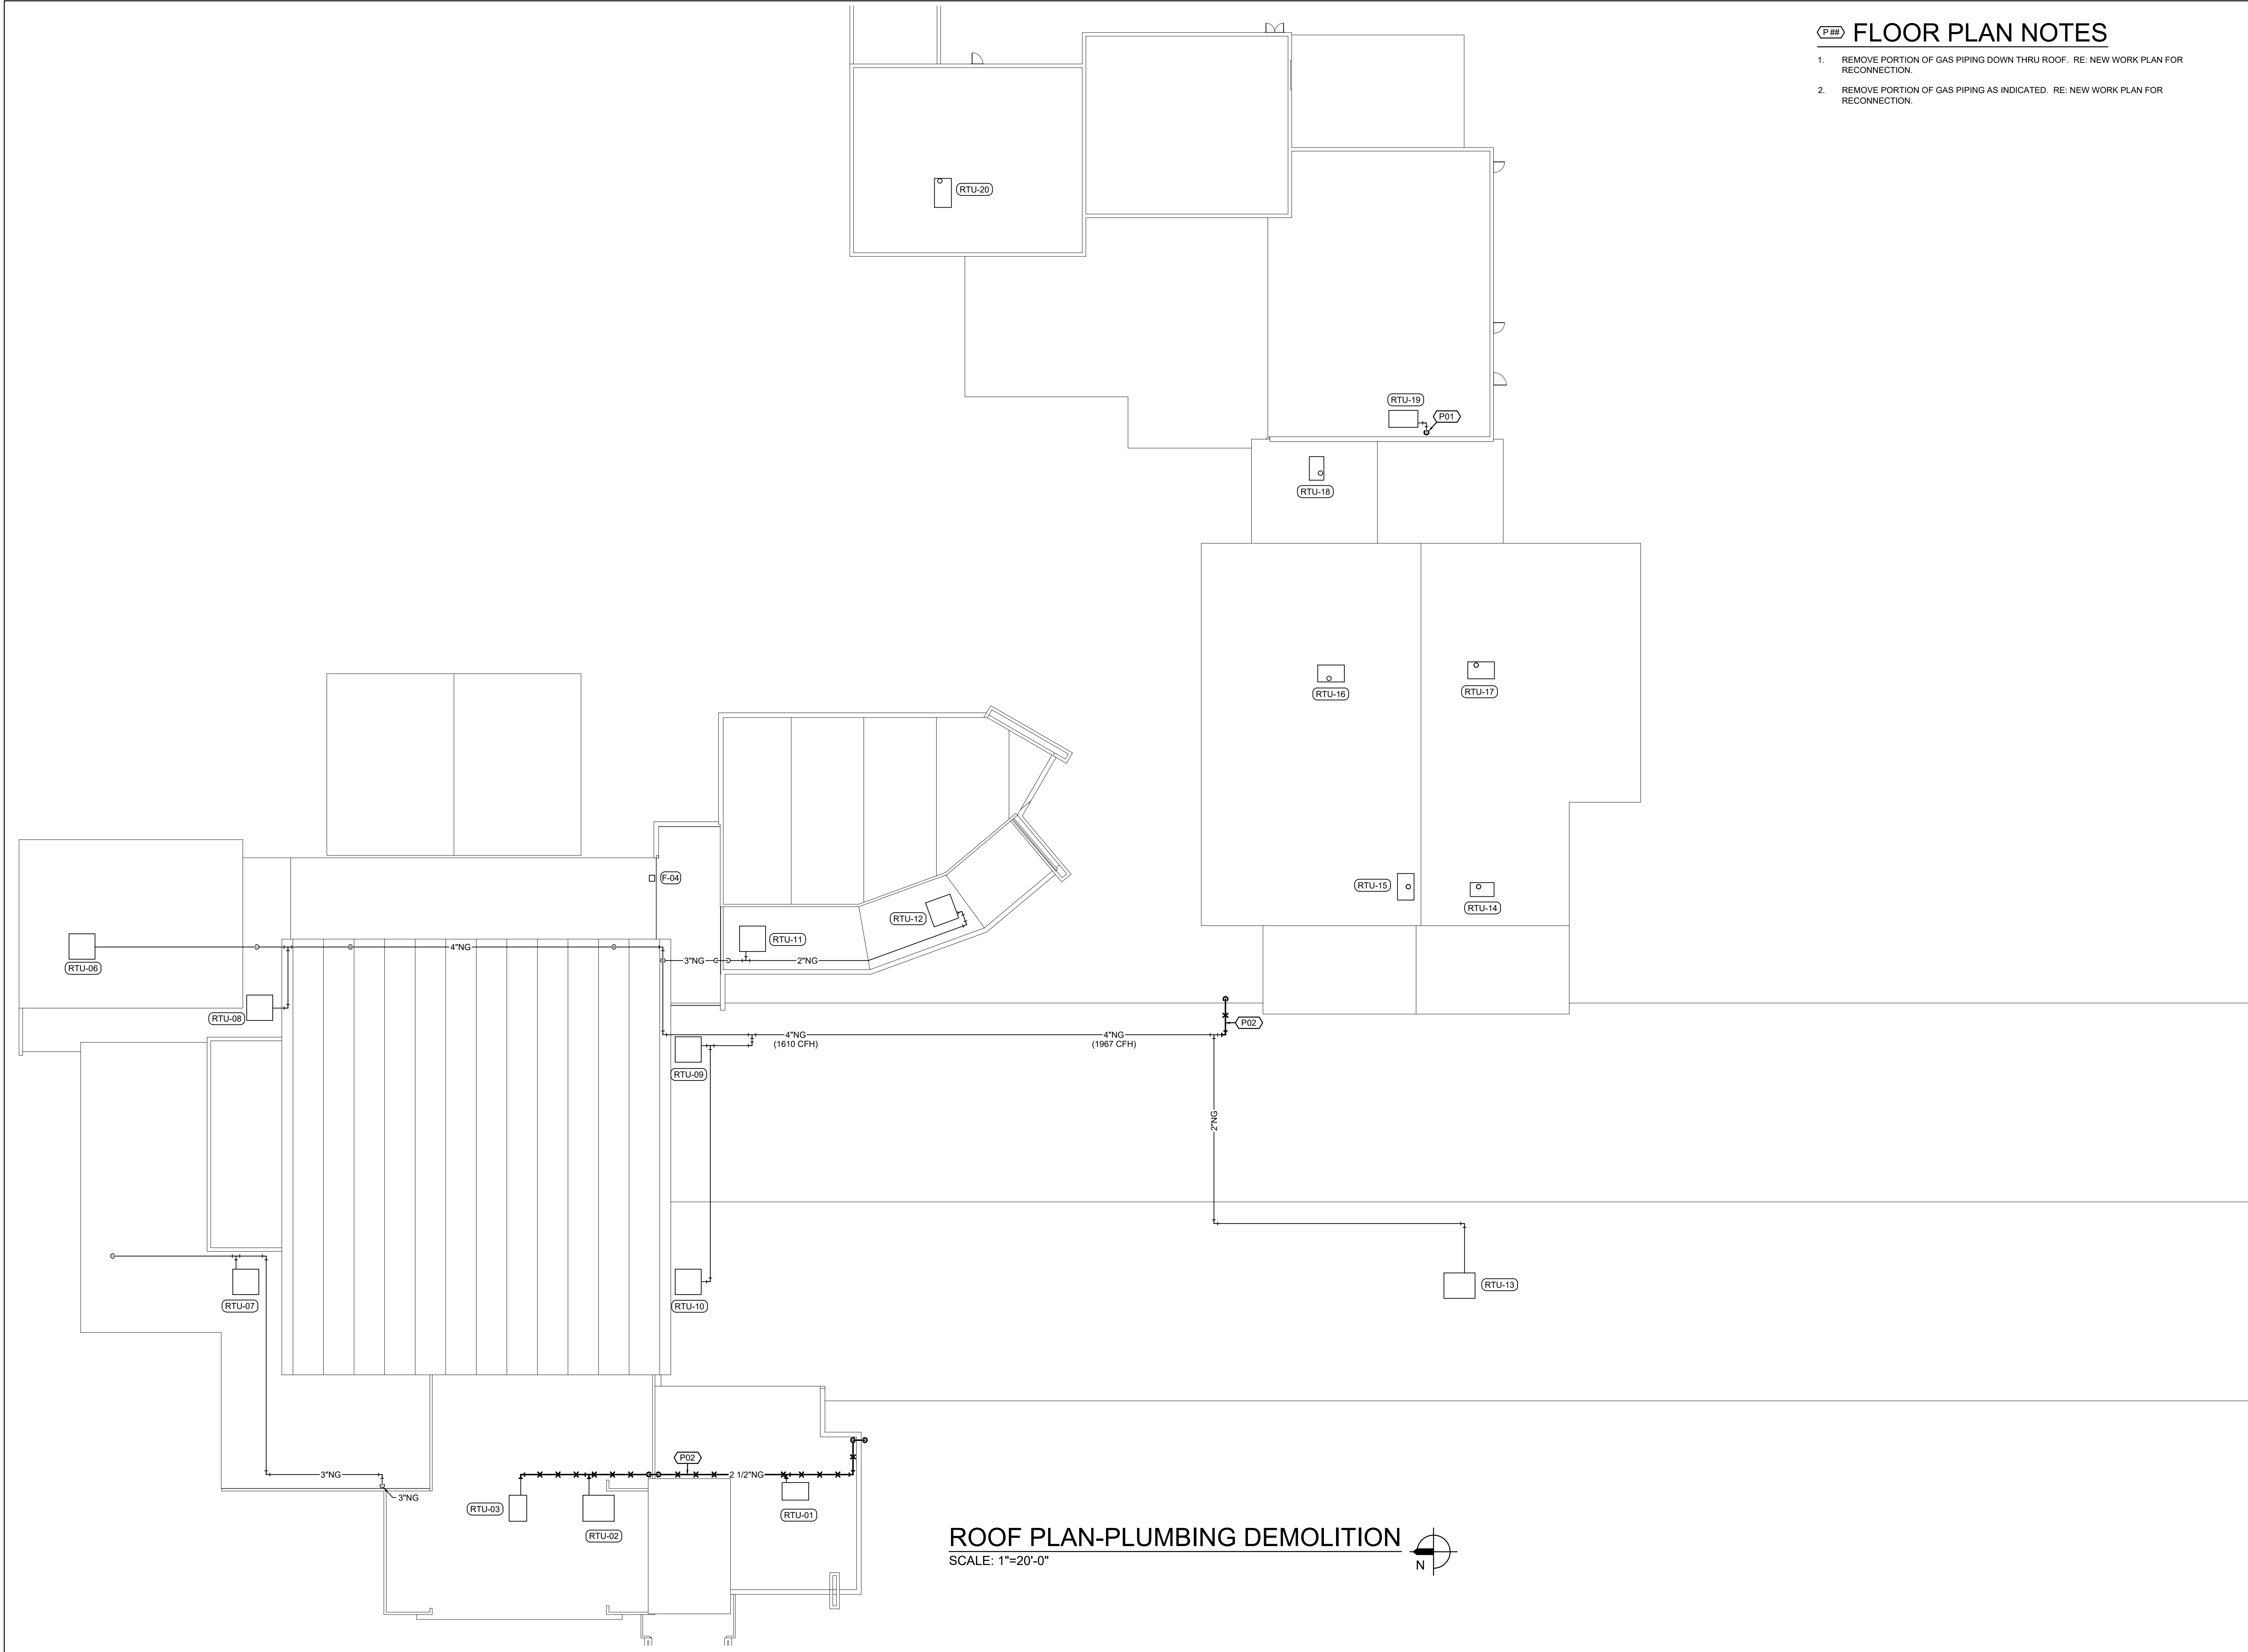 P ## FLOOR PLAN NOTES
1. REMOVE PORTION OF GAS PIPING DOWN THRU ROOF. RE: NEW WORK PLAN FOR
RECONNECTION.
2. REMOVE PORTION OF GAS PIPING AS INDICATED. RE: NEW WORK PLAN FOR
RECONNECTION.
RTU-20
RTU-19
P01
RTU-18
RTU-16
RTU-17
F-04
RTU-15
RTU-14
RTU-12
RTU-11
4"NG
3"NG
2"NG
RTU-06
RTU-08
P02
4"NG
(1610 CFH)
4"NG
(1967 CFH)
RTU-09
2"NG
RTU-13
RTU-07
RTU-10
P02
3"NG
2 1/2"NG
3"NG
RTU-03
RTU-01
RTU-02
ROOF PLAN-PLUMBING DEMOLITION
SCALE: 1"=20'-0"
N